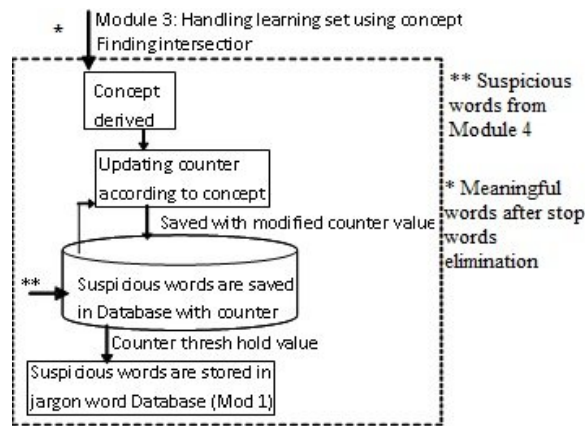 *
Module 3: Handling learning set using concept
Finding intersection
Concept
derived
Updating counter
according to concept
Saved with modified counter value
**
Suspicious words are saved
in Database with counter
Counter thresh hold value
Suspicious words are stored in
jargon word Database (Mod 1)
** Suspicious
words from
Module 4
* Meaningful
words after stop
words
elimination